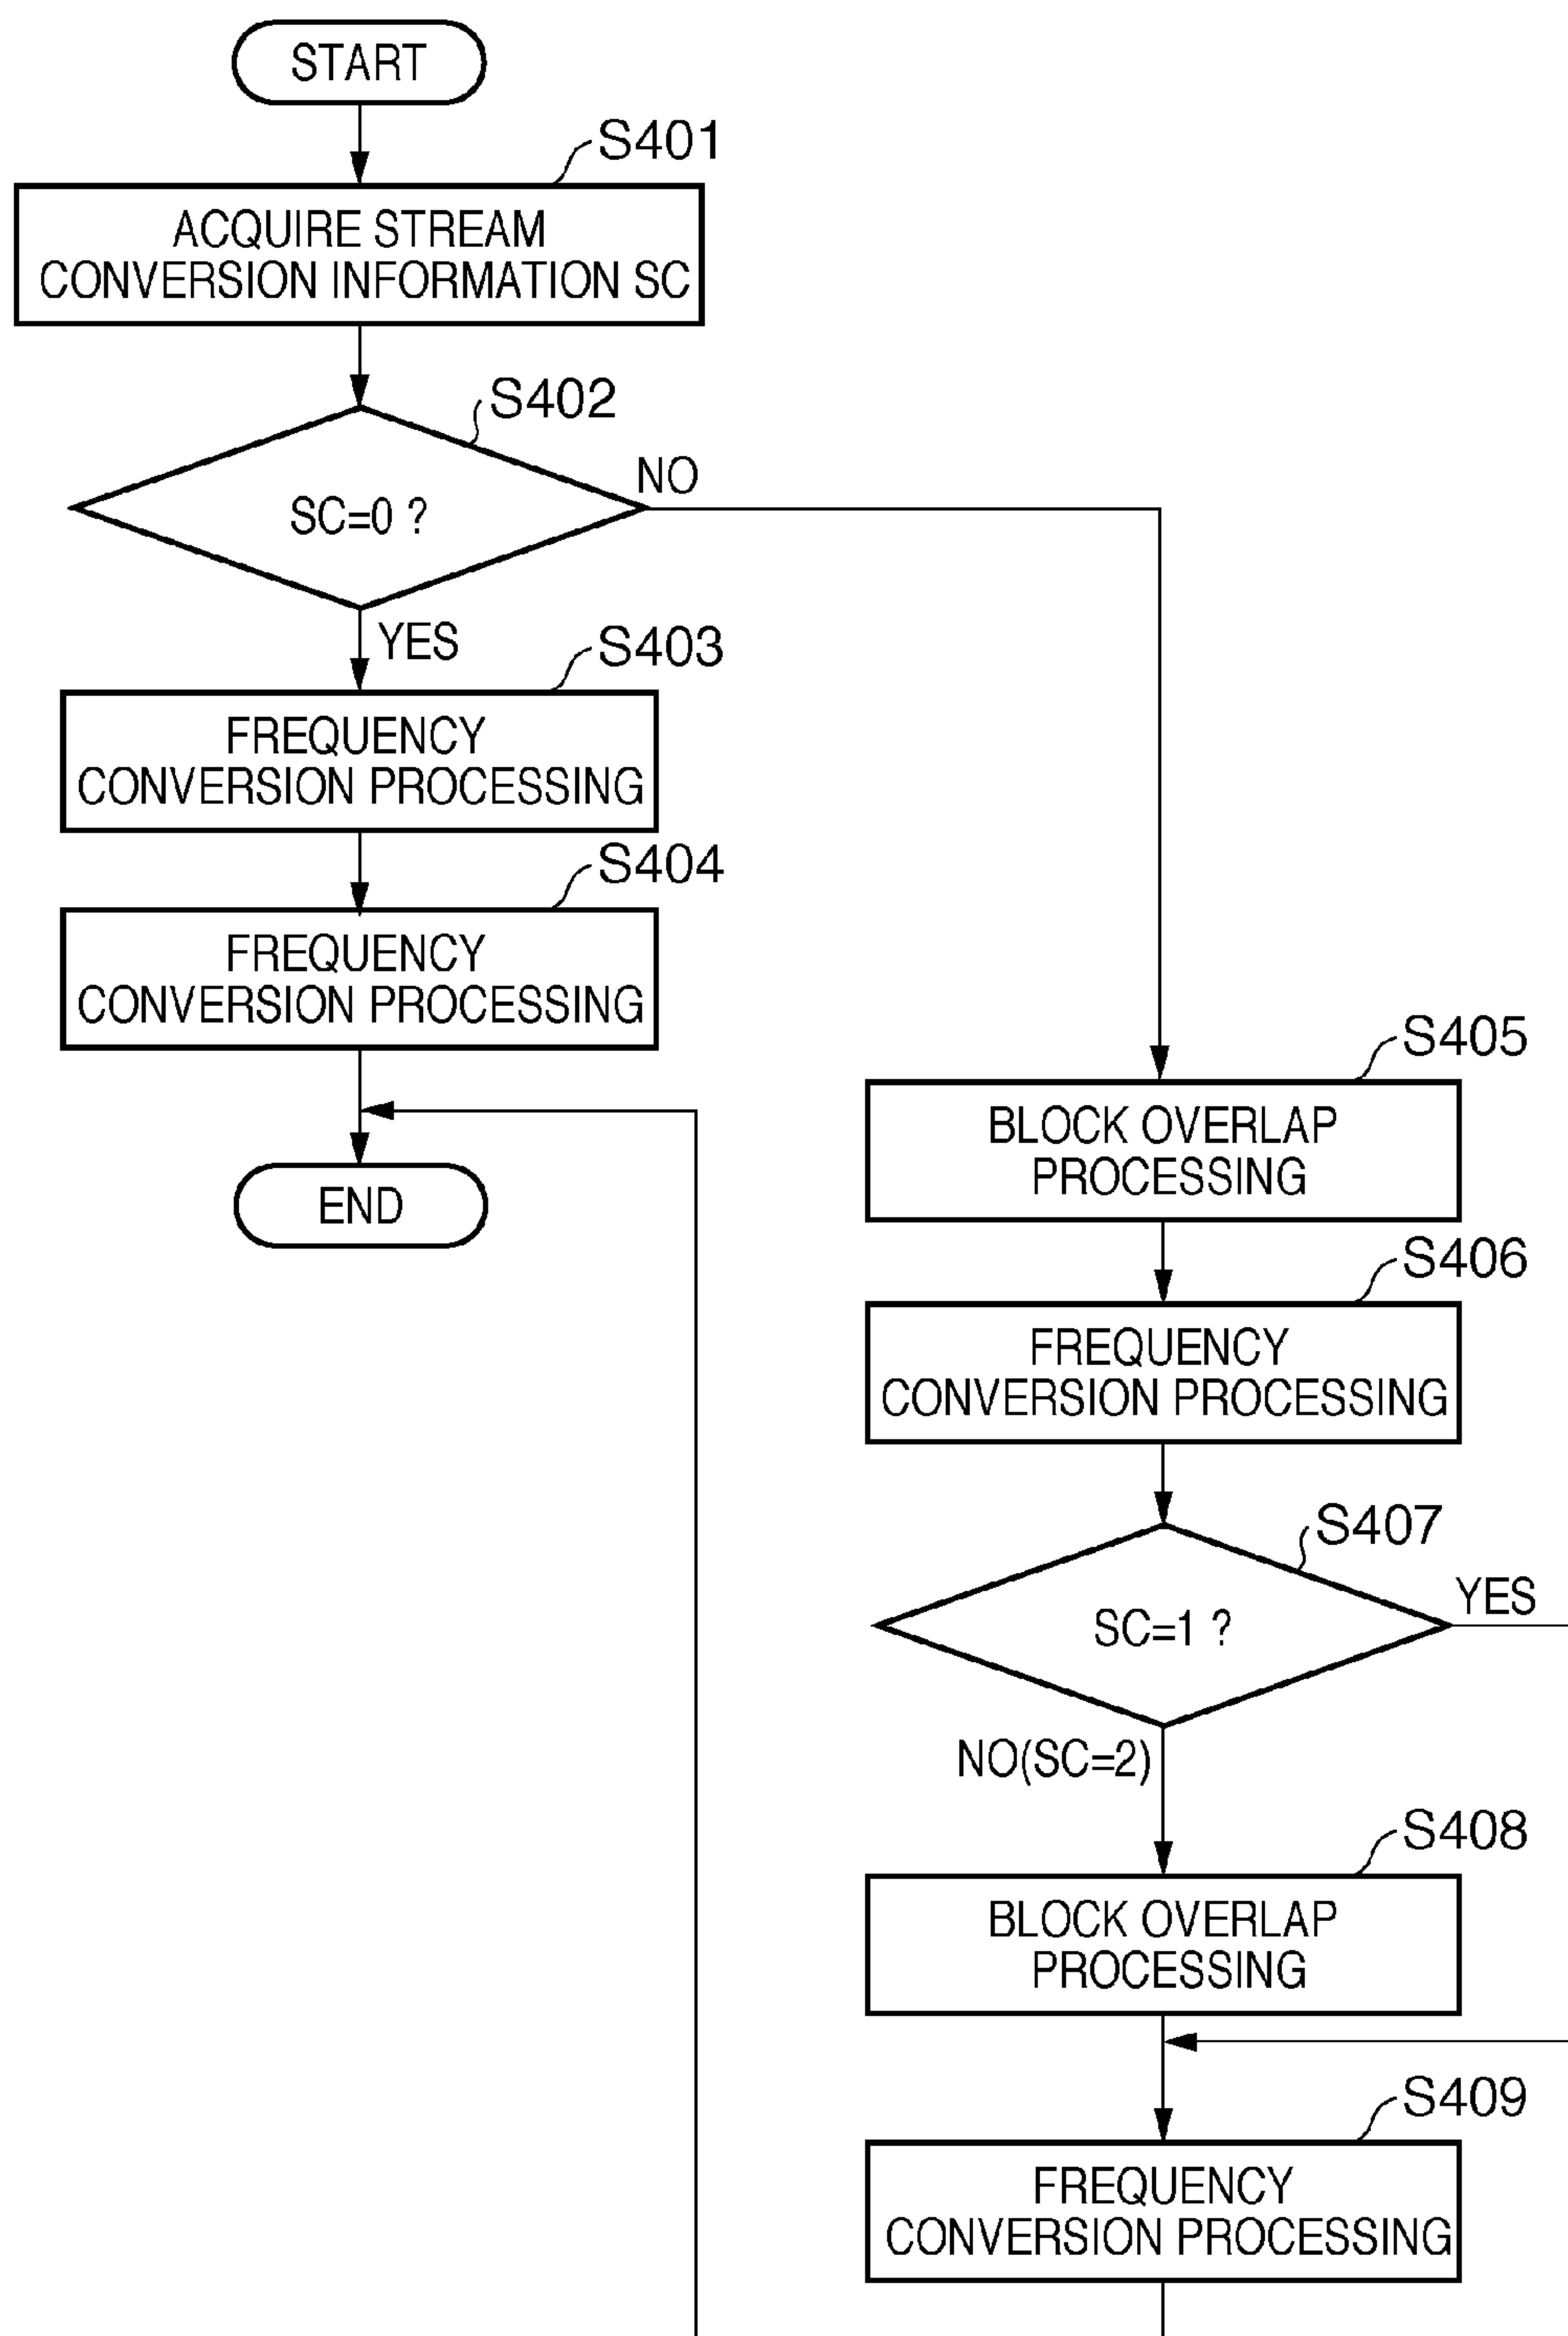 START
S401
ACQUIRE STREAM
CONVERSION INFORMATION SC
S402
SC=0 ?
NO
YES
S403
FREQUENCY
CONVERSION PROCESSING
S404
FREQUENCY
CONVERSION PROCESSING
END
S405
BLOCK OVERLAP
PROCESSING
S406
FREQUENCY
CONVERSION PROCESSING
S407
SC=1 ?
YES
NO(SC=2)
S408
BLOCK OVERLAP
PROCESSING
S409
FREQUENCY
CONVERSION PROCESSING